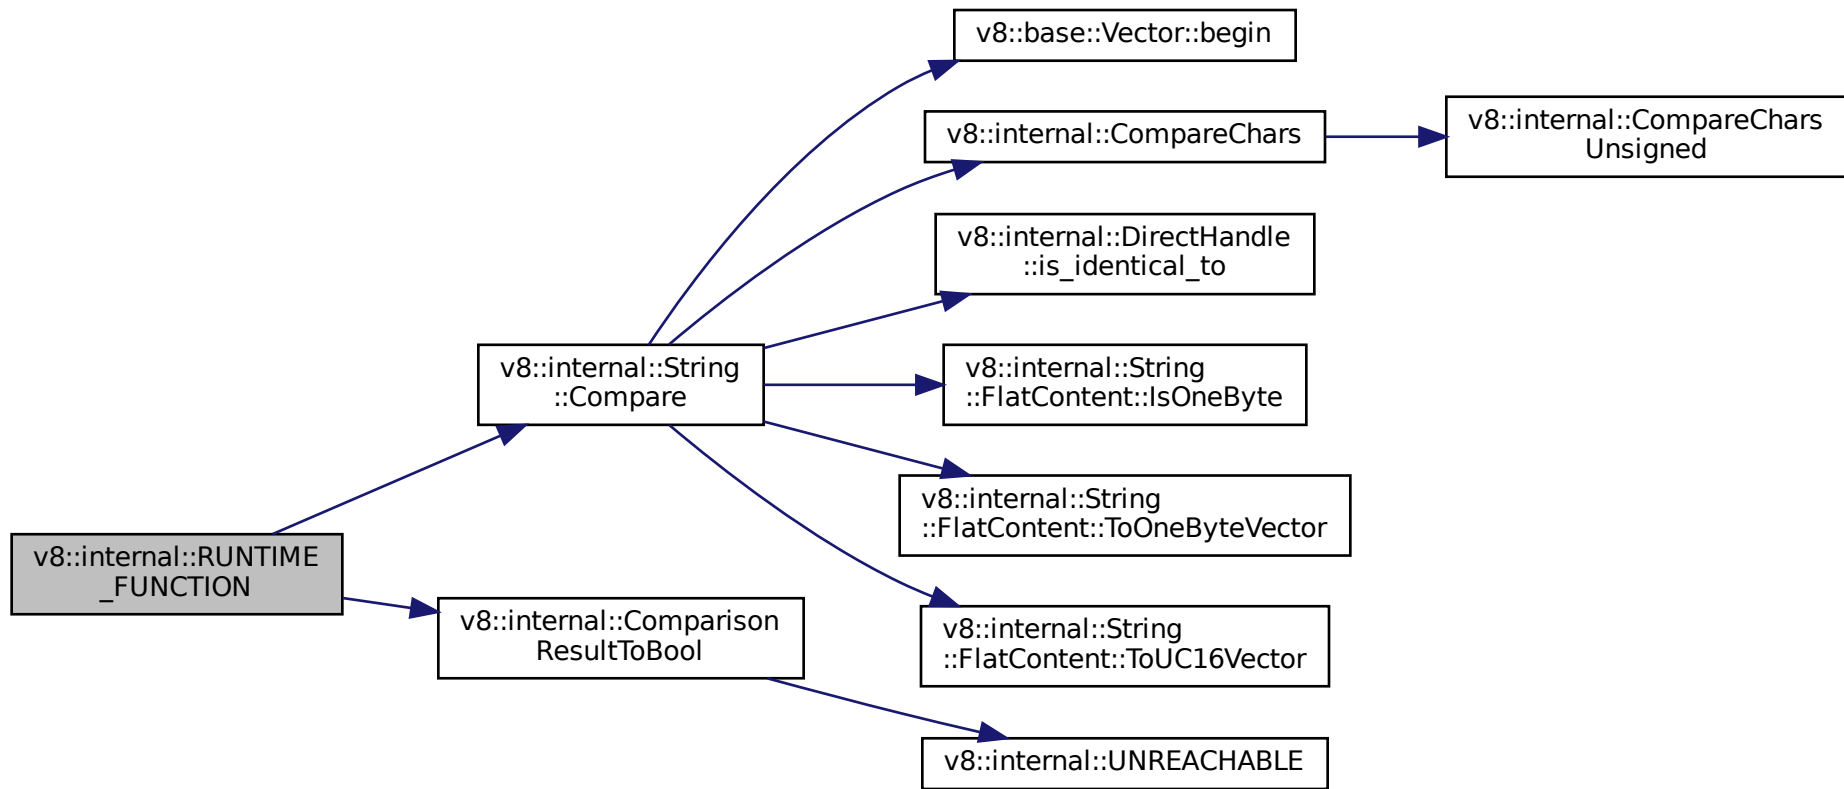 v8::base::Vector::begin
v8::internal::CompareChars
v8::internal::CompareChars
Unsigned
v8::internal::DirectHandle
::is_identical_to
v8::internal::String
::Compare
v8::internal::String
::FlatContent::IsOneByte
v8::internal::String
::FlatContent::ToOneByteVector
v8::internal::RUNTIME
_FUNCTION
v8::internal::Comparison
ResultToBool
v8::internal::String
::FlatContent::ToUC16Vector
v8::internal::UNREACHABLE